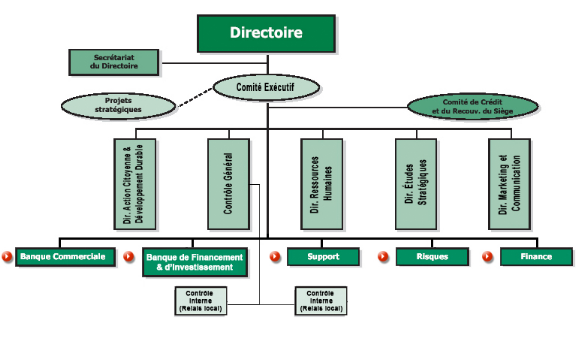 Directoire
Secrétariat
du Directoire
Comité Exécutif
Projets
stratégiques
Comité de Crédit
et du Recouv. du Siège
Dir. Action Citoyenne &
Développement Durable
Contrôle Général
Dir. Ressources
Humaines
Dir. Études
Stratégiques
Dir. Marketing et
Communication
Banque Commerciale
Banque de Financement
& d'Investissement
Support
Risques
Finance
Contrôle
Interne
(Relais local)
Contrôle
Interne
(Relais local)